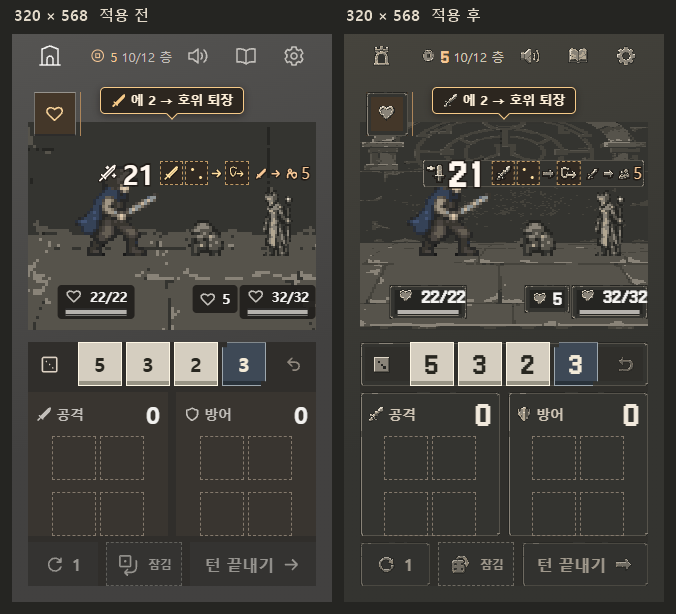 320 × 568 적용 전
5 10/12 층
에 2 → 호위 퇴장
21
→ → 5
22/22
5
32/32
5 3 2 3
공격 0
방어 0
1
잠김
턴 끝내기 →
320 × 568 적용 후
5 10/12 층
에 2 → 호위 퇴장
21
→ → 5
22/22
5
32/32
5 3 2 3
공격 0
방어 0
1
잠김
턴 끝내기 →